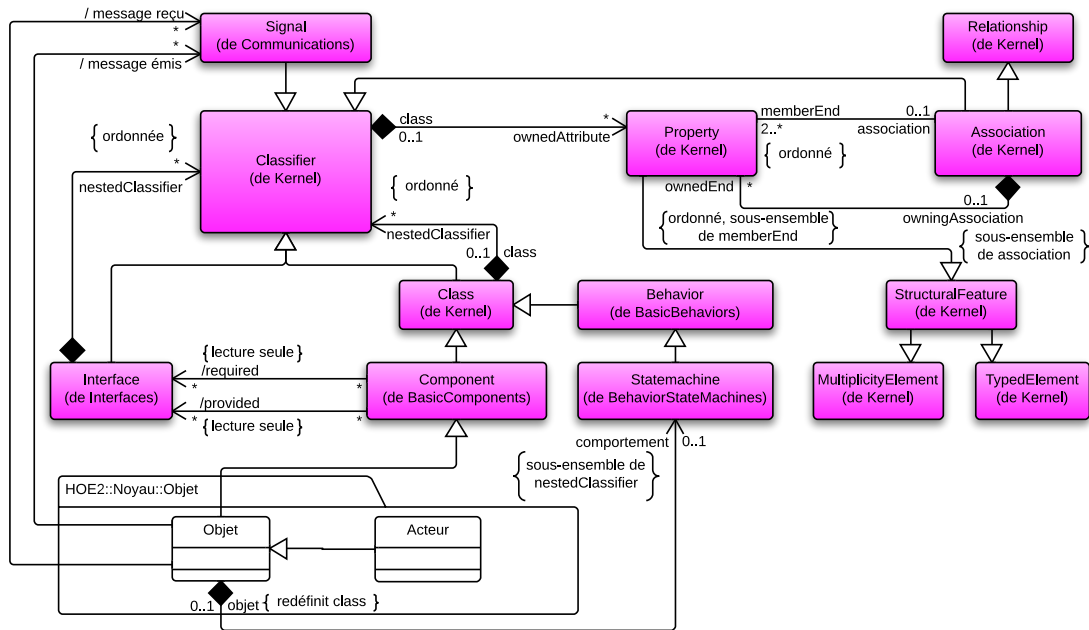 / message reçu
*
Signal
(de Communications)
*
/ message émis
Relationship
(de Kernel)
{ ordonnée }
*
nestedClassifier
Classifier
(de Kernel)
class
0..1
*
ownedAttribute
Property
(de Kernel)
memberEnd
2..*
{ ordonné }
0..1
association
Association
(de Kernel)
{ ordonné }
*
nestedClassifier
0..1
class
ownedEnd
*
{ordonné, sous-ensemble
de memberEnd}
0..1
owningAssociation
{ sous-ensemble
de association }
Class
(de Kernel)
Behavior
(de BasicBehaviors)
StructuralFeature
(de Kernel)
Interface
(de Interfaces)
{ lecture seule }
/required
*
*
/provided
*
*
{ lecture seule }
Component
(de BasicComponents)
Statemachine
(de BehaviorStateMachines)
MultiplicityElement
(de Kernel)
TypedElement
(de Kernel)
comportement
0..1
{ sous-ensemble de
nestedClassifier }
HOE2::Noyau::Objet
Objet
Acteur
0..1
objet
{ redéfinit class }